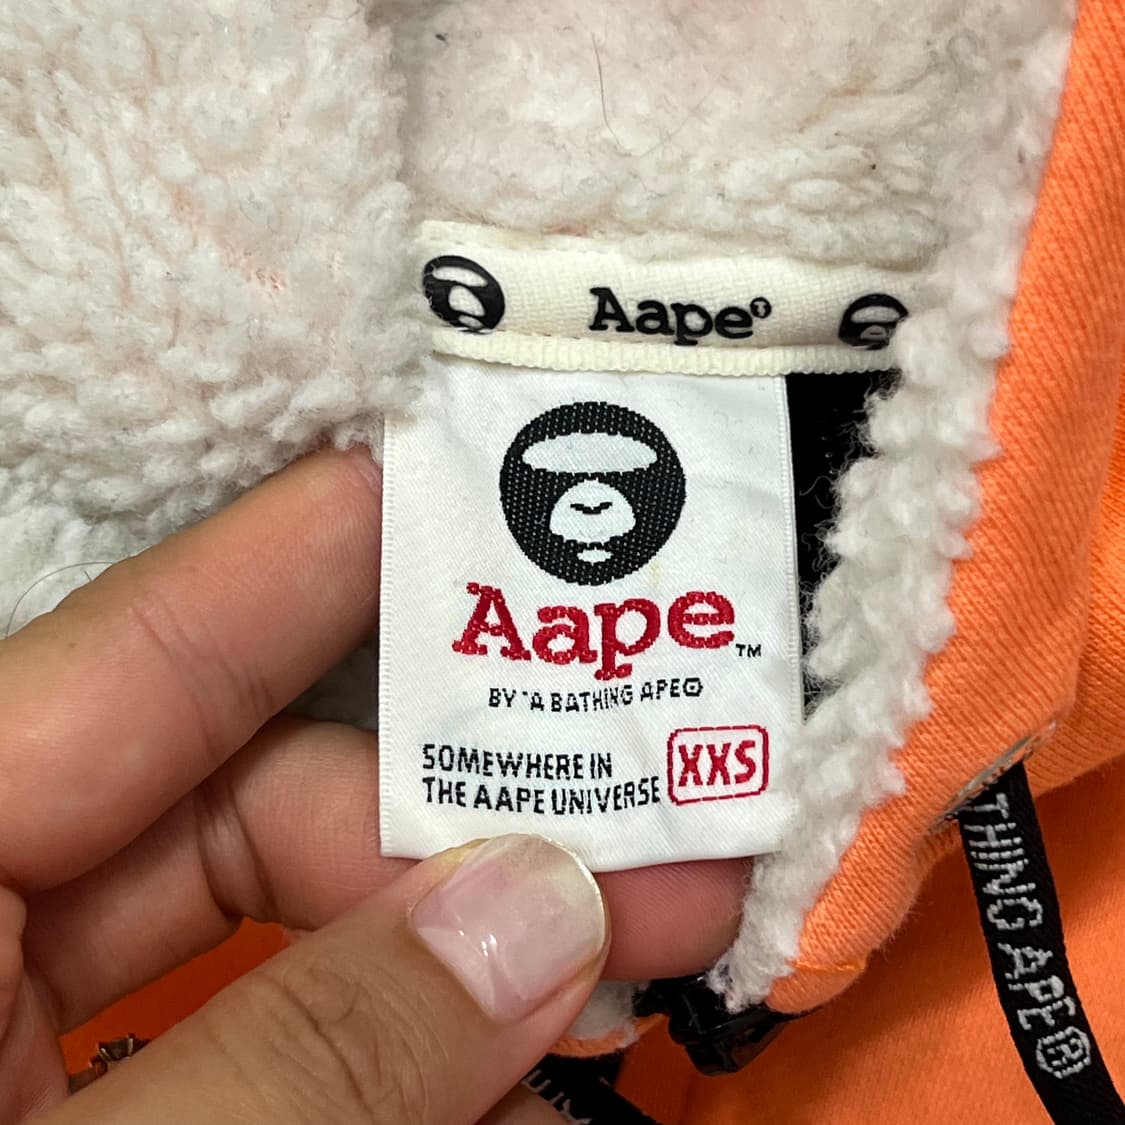 Aape®
Aape™
BY *A BATHING APE®
SOMEWHERE IN
THE AAPE UNIVERSE
XXS
THING APE®